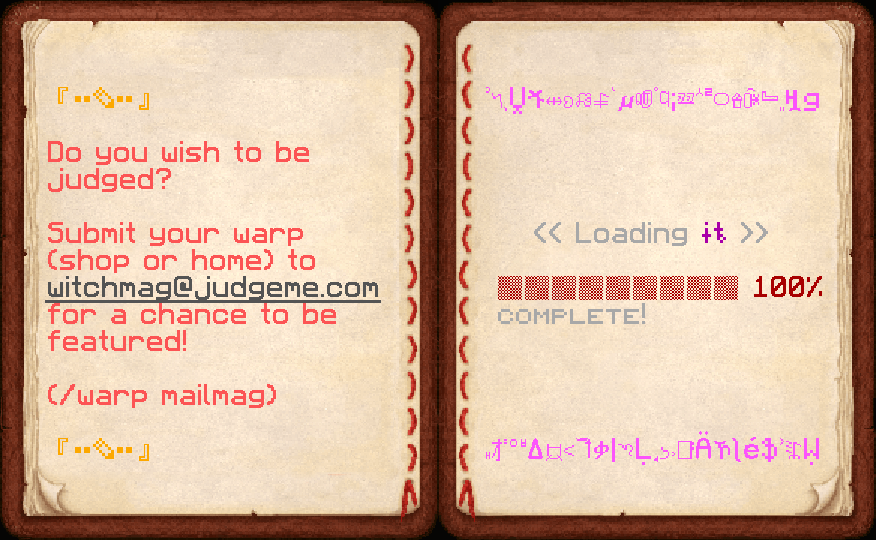 『▪▪✎▪▪』
Do you wish to be
judged?
Submit your warp
(shop or home) to
witchmag@judgeme.com
for a chance to be
featured!
(/warp mailmag)
『▪▪✎▪▪』
<< Loading it >>
▒▒▒▒▒▒▒▒▒ 100%
COMPLETE!